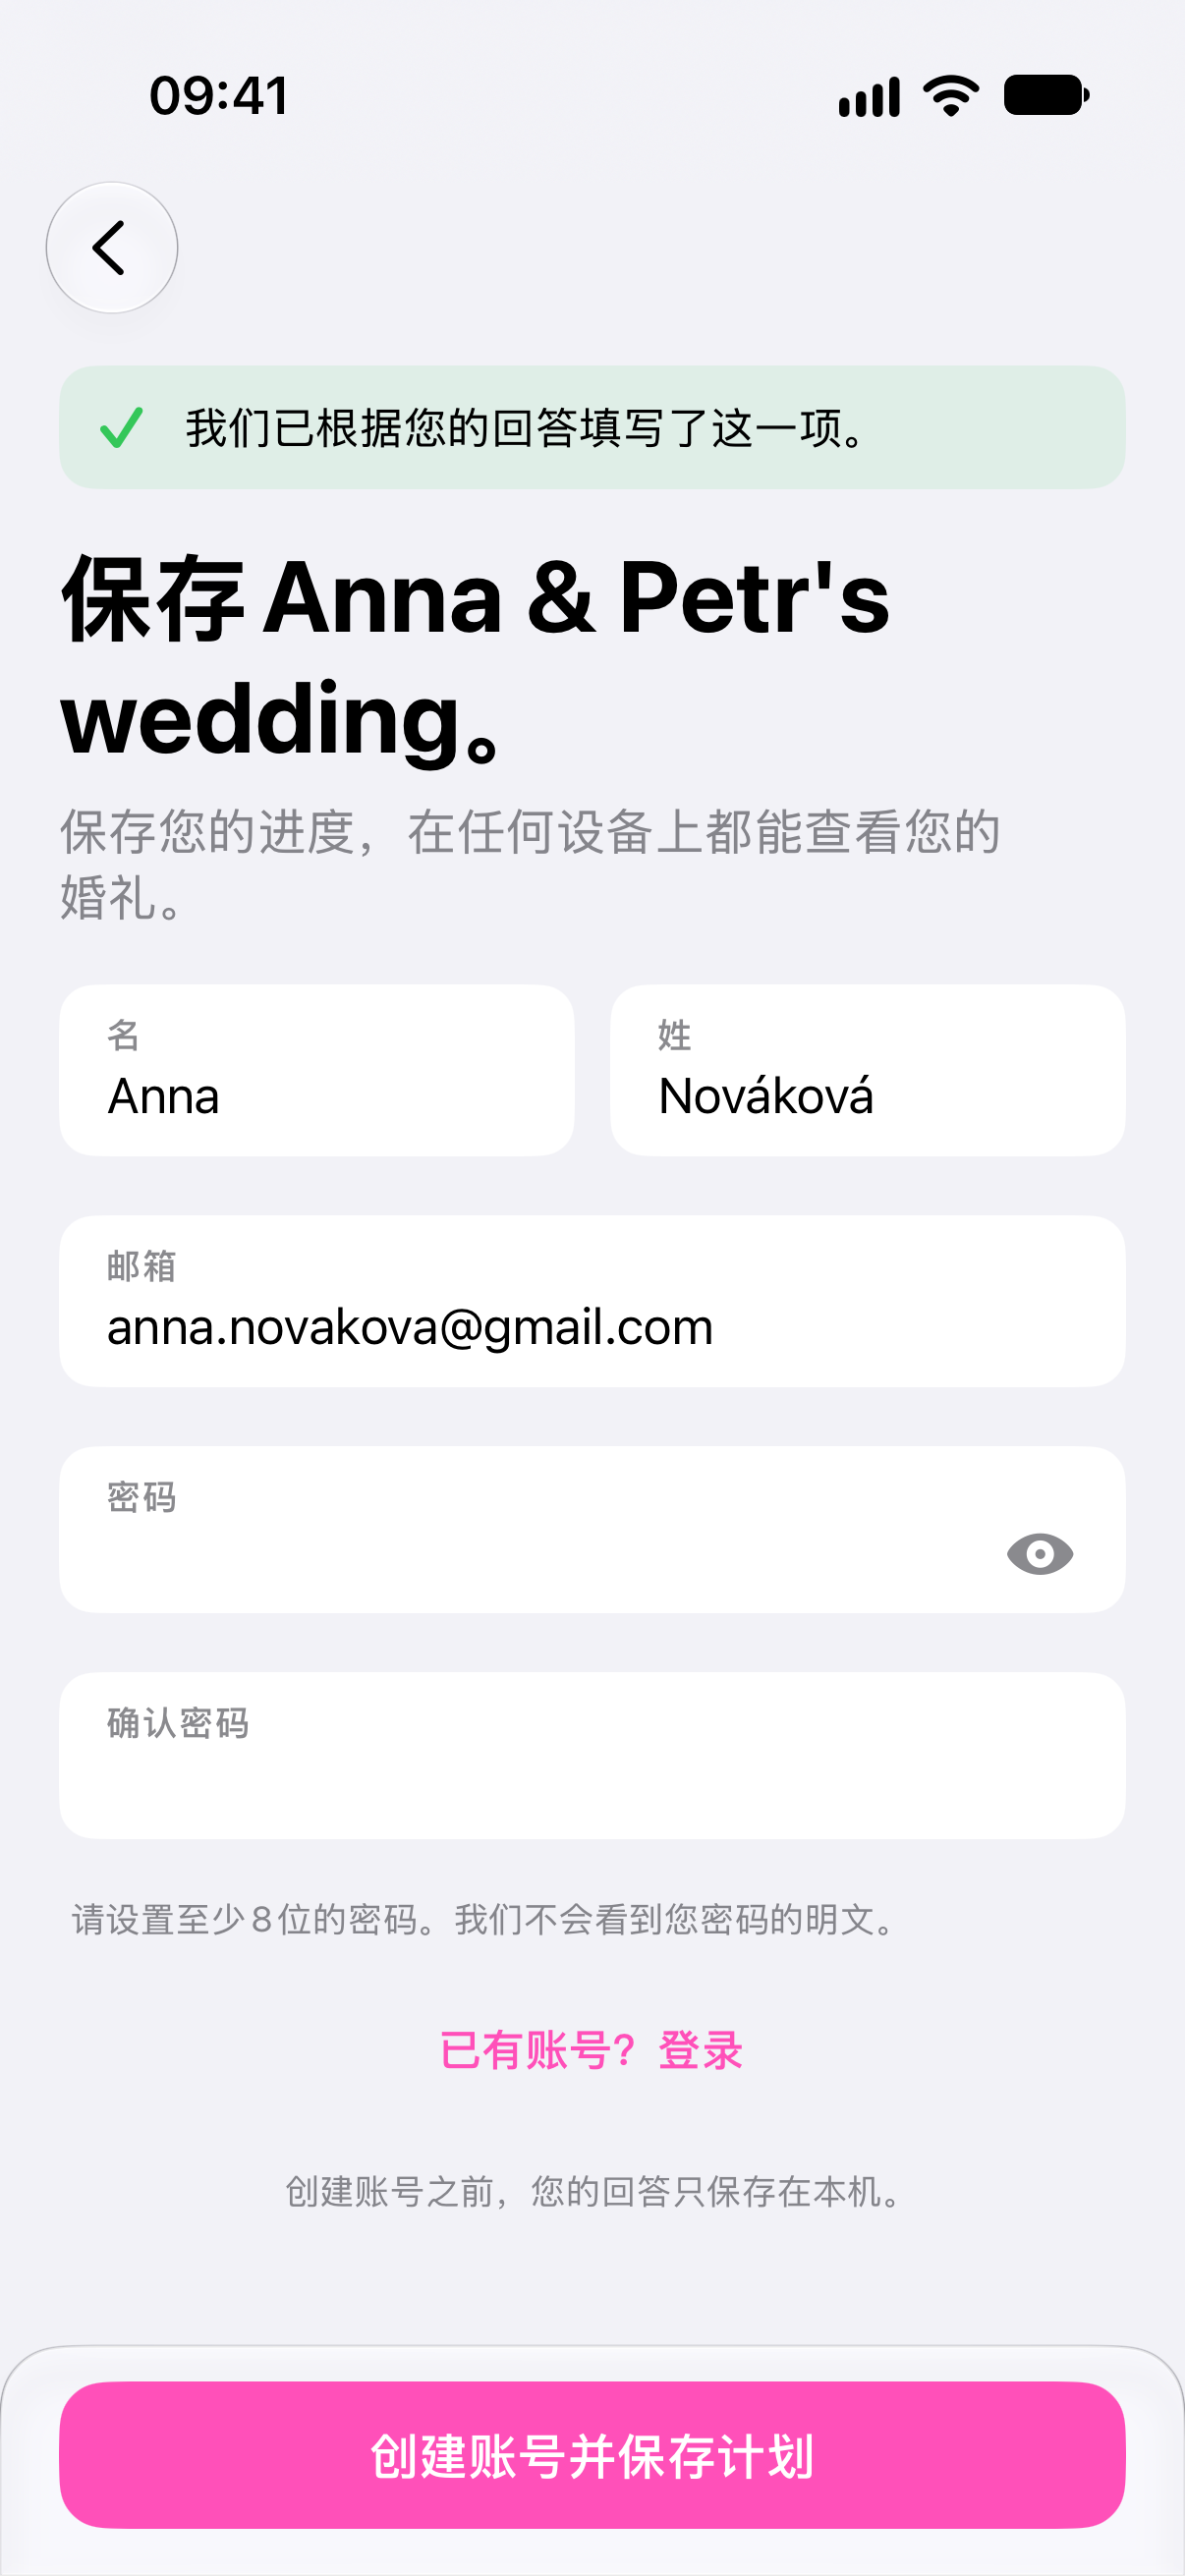 09:41
我们已根据您的回答填写了这一项。
保存 Anna & Petr's
wedding。
保存您的进度，在任何设备上都能查看您的
婚礼。
名
姓
Anna
Nováková
邮箱
anna.novakova@gmail.com
密码
确认密码
请设置至少 8 位的密码。我们不会看到您密码的明文。
已有账号？登录
创建账号之前，您的回答只保存在本机。
创建账号并保存计划